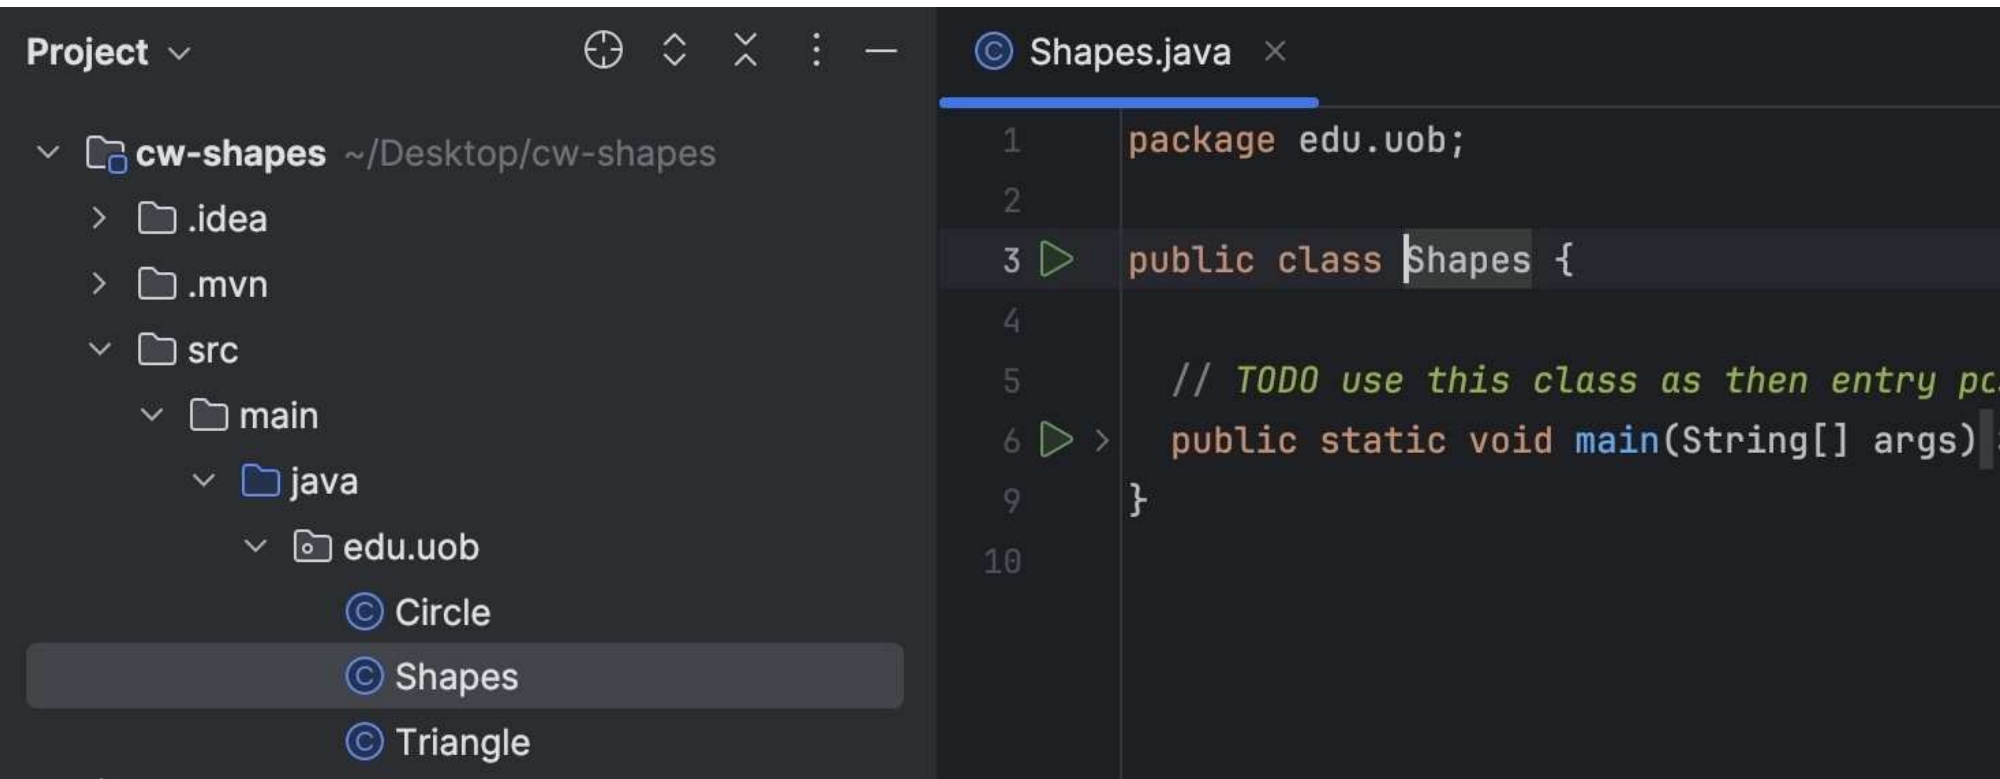 Project
cw-shapes ~/Desktop/cw-shapes
.idea
.mvn
src
main
java
edu.uob
Circle
Shapes
Triangle
Shapes.java
1 package edu.uob;
2
3 public class Shapes {
4
5 // TODO use this class as then entry
6 public static void main(String[] args)
9 }
10